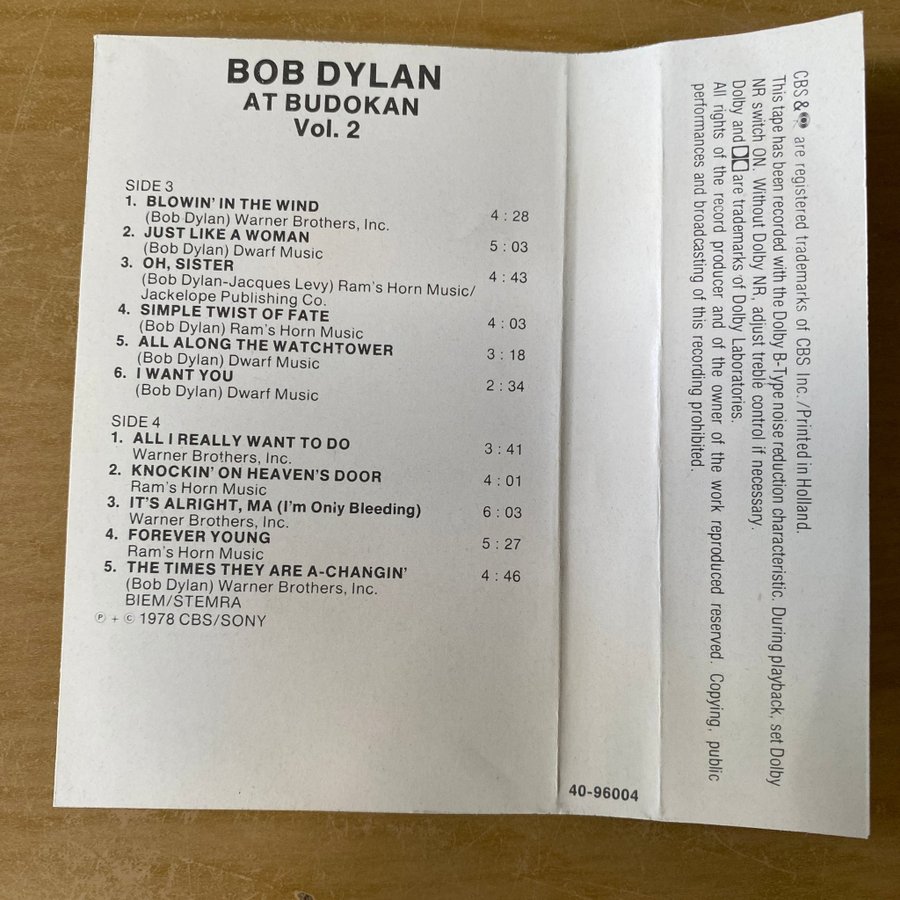 BOB DYLAN
AT BUDOKAN
Vol. 2
SIDE 3
1. BLOWIN' IN THE WIND
(Bob Dylan) Warner Brothers, Inc. 4 : 28
2. JUST LIKE A WOMAN
(Bob Dylan) Dwarf Music 5 : 03
3. OH, SISTER
(Bob Dylan-Jacques Levy) Ram's Horn Music/ 4 : 43
Jackelope Publishing Co.
4. SIMPLE TWIST OF FATE
(Bob Dylan) Ram's Horn Music 4 : 03
5. ALL ALONG THE WATCHTOWER
(Bob Dylan) Dwarf Music 3 : 18
6. I WANT YOU
(Bob Dylan) Dwarf Music 2 : 34
SIDE 4
1. ALL I REALLY WANT TO DO
Warner Brothers, Inc. 3 : 41
2. KNOCKIN' ON HEAVEN'S DOOR
Ram's Horn Music 4 : 01
3. IT'S ALRIGHT, MA (I'm Oniy Bleeding)
Warner Brothers, Inc. 6 : 03
4. FOREVER YOUNG
Ram's Horn Music 5 : 27
5. THE TIMES THEY ARE A-CHANGIN'
(Bob Dylan) Warner Brothers, Inc. 4 : 46
BIEM/STEMRA
℗ + © 1978 CBS/SONY
40-96004
CBS & are registered trademarks of CBS Inc./Printed in Holland.
This tape has been recorded with the Dolby B-Type noise reduction characteristic. During playback, set Dolby
NR switch ON. Without Dolby NR, adjust treble control if necessary.
Dolby and are trademarks of Dolby Laboratories.
All rights of the record producer and of the owner of the work reproduced reserved. Copying, public
performances and broadcasting of this recording prohibited.